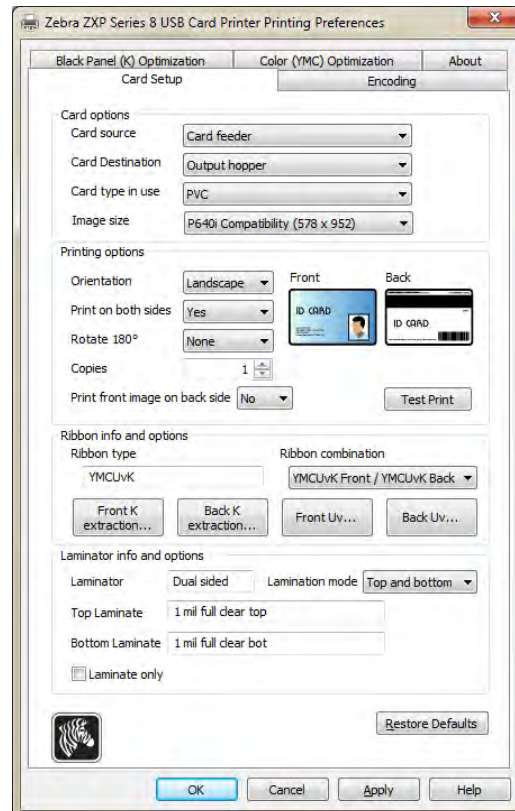 Zebra ZXP Series 8 USB Card Printer Printing Preferences
Black Panel (K) Optimization Color (YMC) Optimization About
Card Setup Encoding
Card options
Card source Card feeder
Card Destination Output hopper
Card type in use PVC
Image size P640i Compatibility (578 x 952)
Printing options
Orientation Landscape Front Back
Print on both sides Yes ID CARD ID CARD
Rotate 180° None
Copies 1
Print front image on back side No Test Print
Ribbon info and options
Ribbon type Ribbon combination
YMCUvK YMCUvK Front / YMCUvK Back
Front K extraction... Back K extraction... Front Uv... Back Uv...
Laminator info and options
Laminator Dual sided Lamination mode Top and bottom
Top Laminate 1 mil full clear top
Bottom Laminate 1 mil full clear bot
Laminate only
Restore Defaults
OK Cancel Apply Help